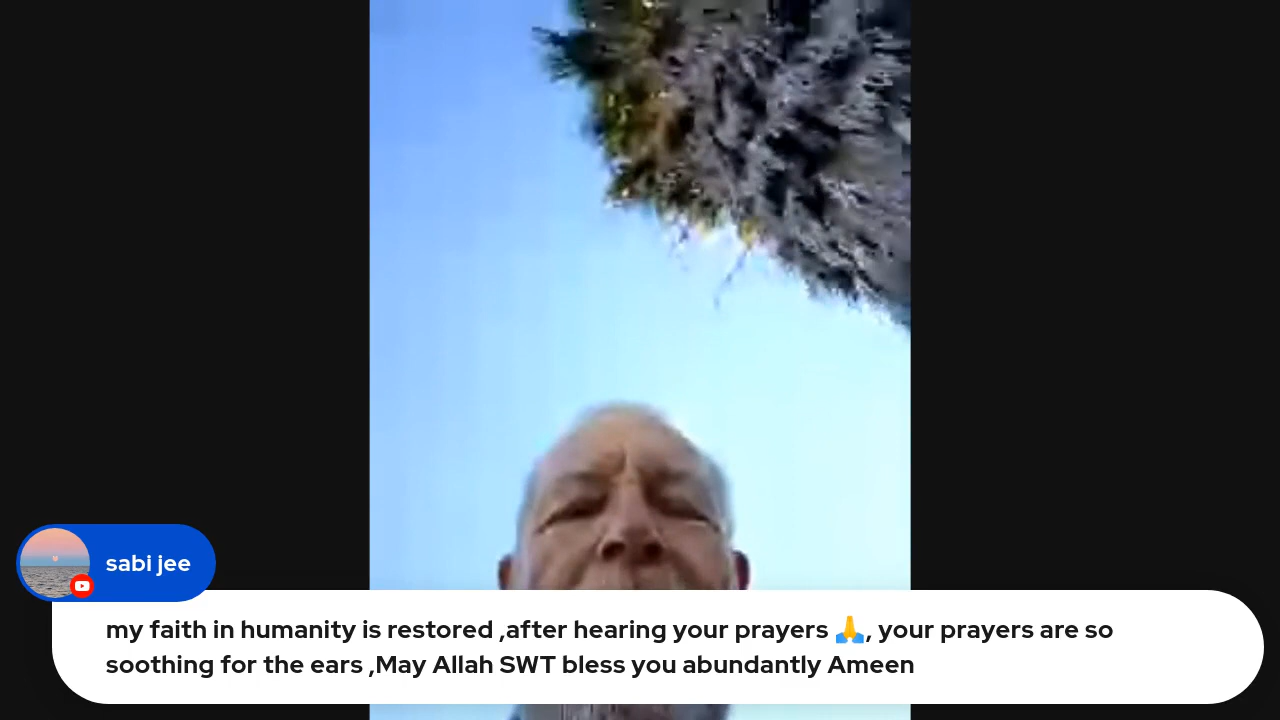 sabi jee
my faith in humanity is restored ,after hearing your prayers 🙏, your prayers are so
soothing for the ears ,May Allah SWT bless you abundantly Ameen